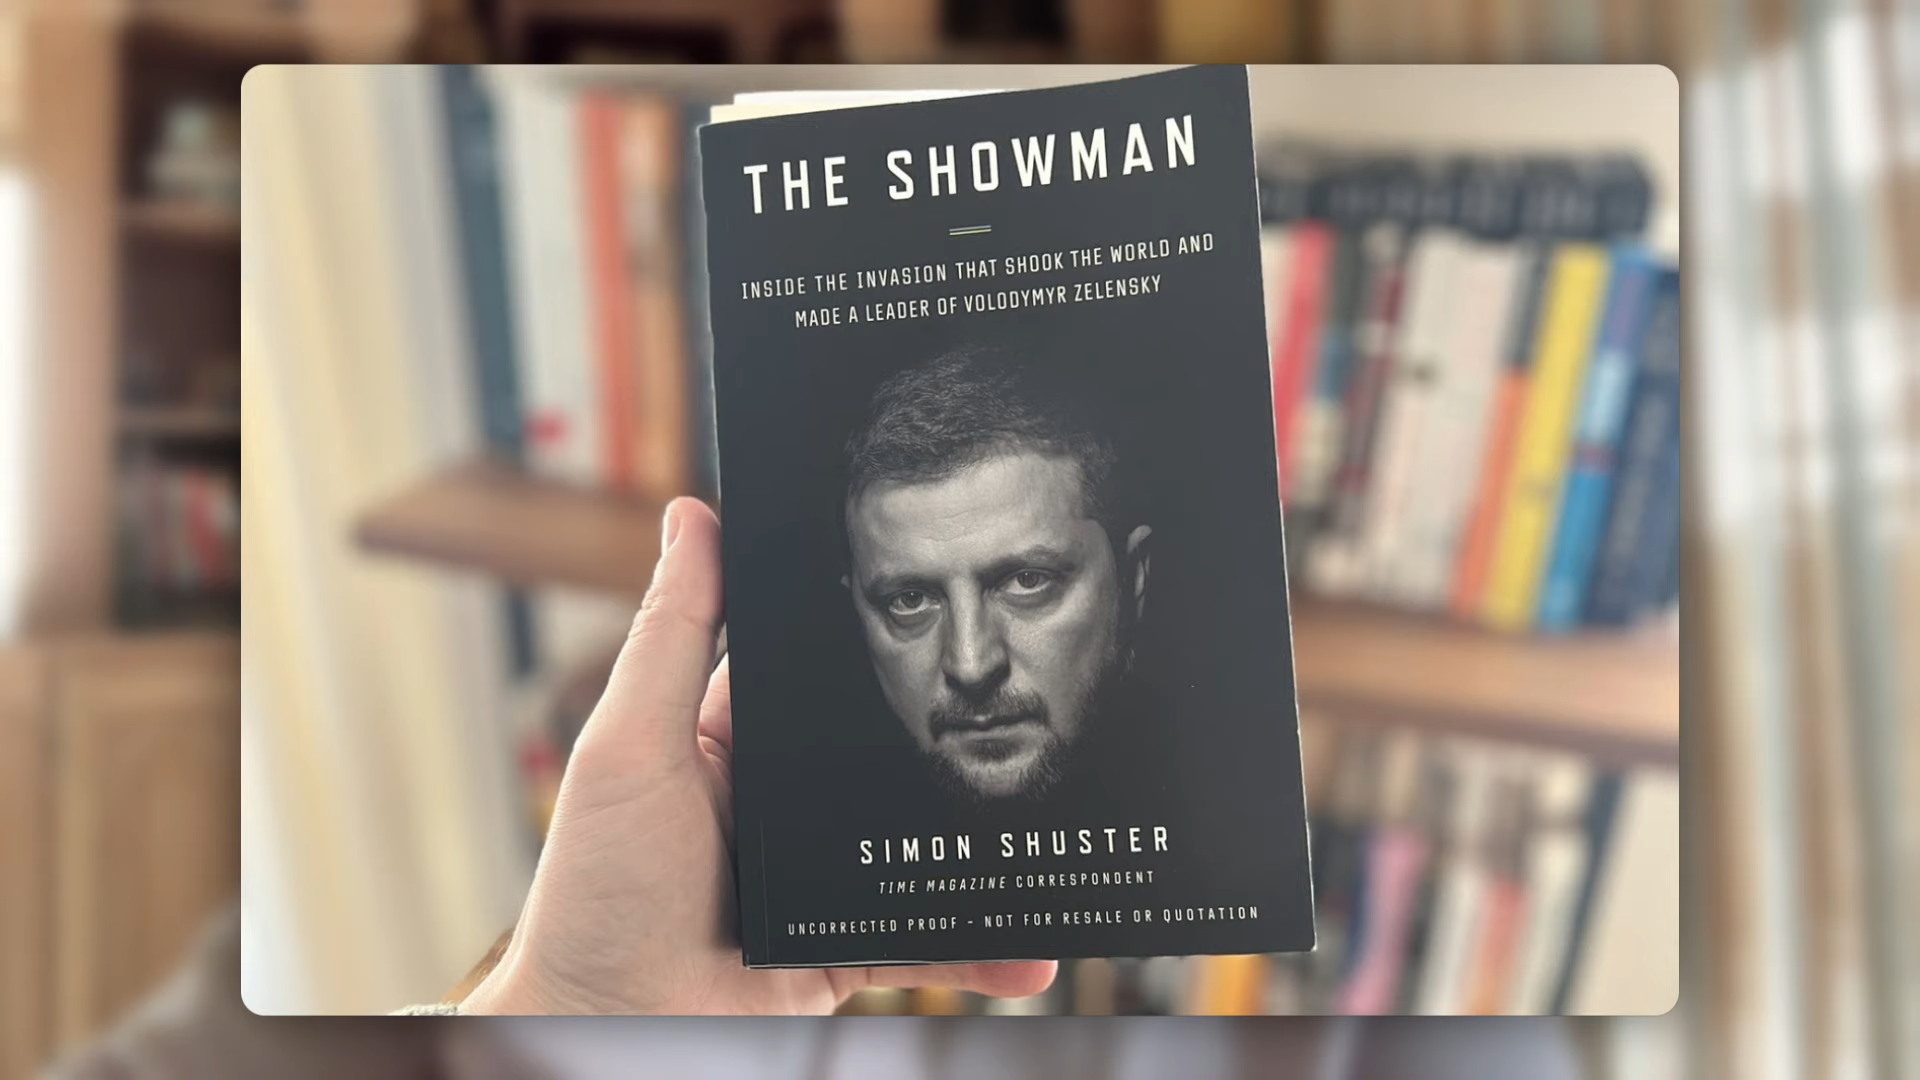 THE SHOWMAN
INSIDE THE INVASION THAT SHOOK THE WORLD AND
MADE A LEADER OF VOLODYMYR ZELENSKY
SIMON SHUSTER
TIME MAGAZINE CORRESPONDENT
UNCORRECTED PROOF - NOT FOR RESALE OR QUOTATION